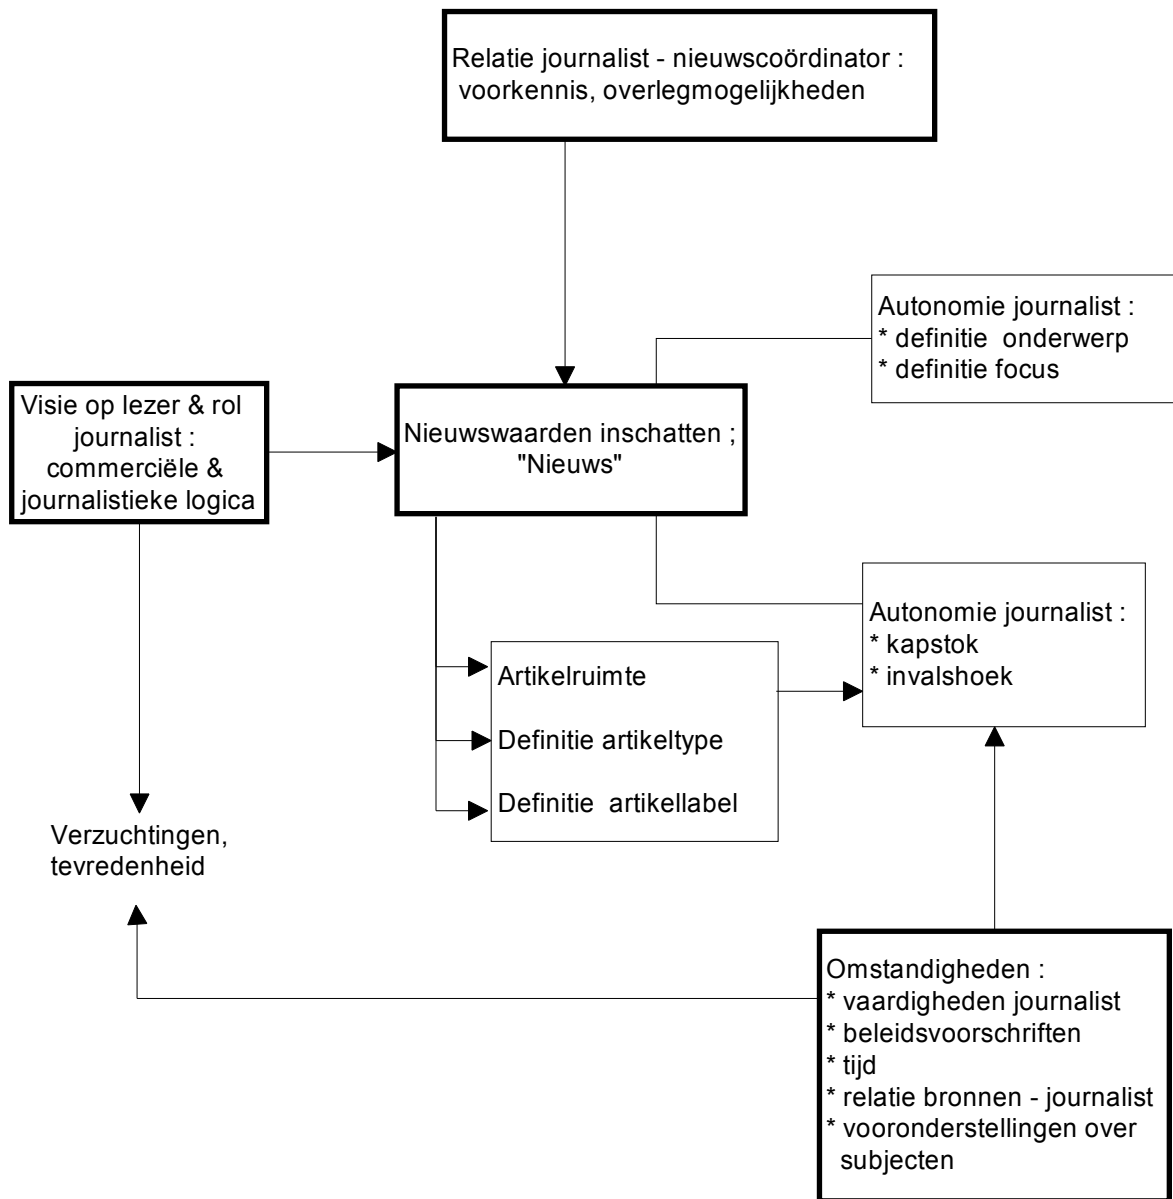 Relatie journalist - nieuwscoördinator :
voorkennis, overlegmogelijkheden
Autonomie journalist :
* definitie onderwerp
* definitie focus
Visie op lezer & rol
journalist :
commerciële &
journalistieke logica
Nieuwswaarden inschatten ;
"Nieuws"
Autonomie journalist :
* kapstok
* invalshoek
Artikelruimte
Definitie artikeltype
Definitie artikellabel
Verzuchtingen,
tevredenheid
Omstandigheden :
* vaardigheden journalist
* beleidsvoorschriften
* tijd
* relatie bronnen - journalist
* vooronderstellingen over
subjecten